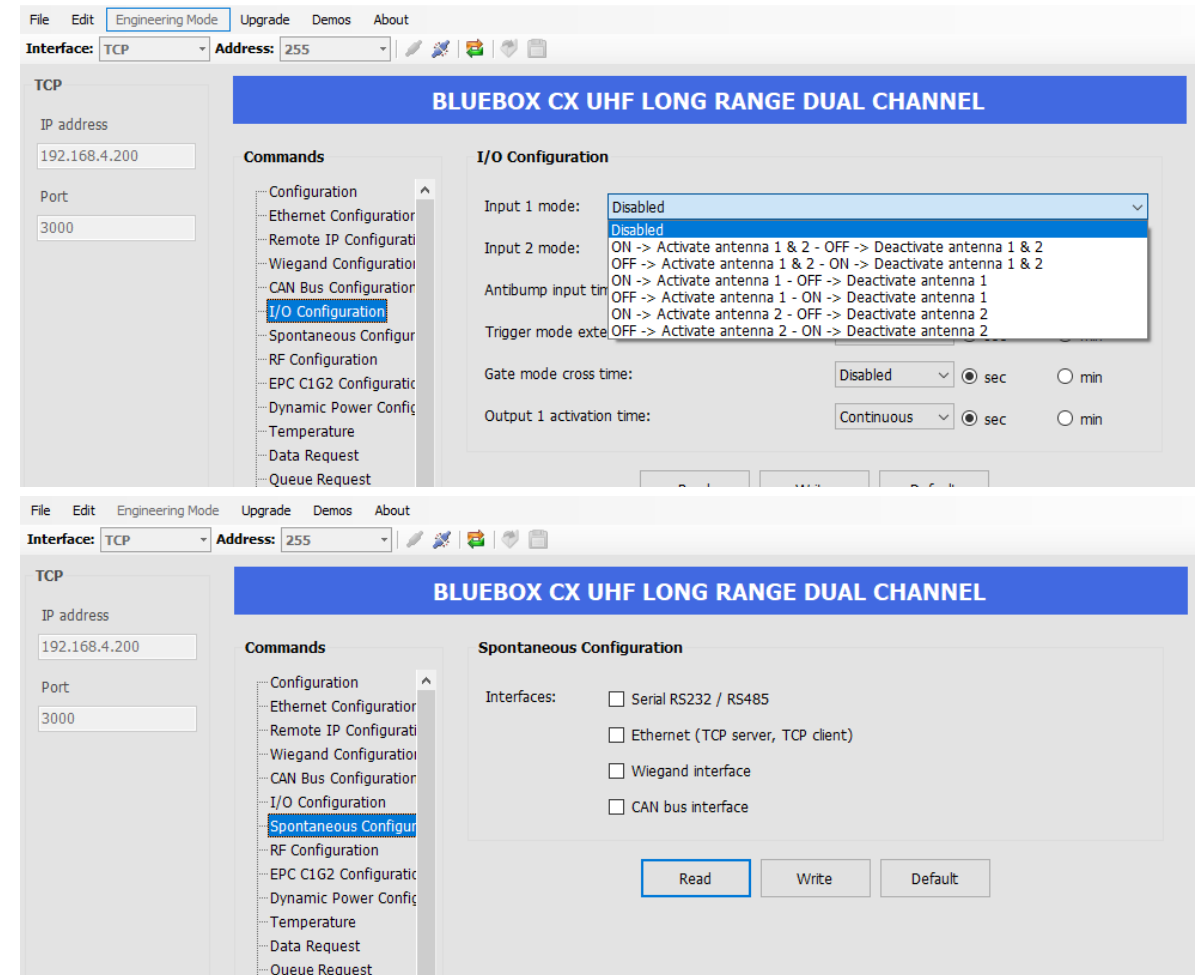 File Edit Engineering Mode Upgrade Demos About
Interface: TCP Address: 255
TCP
IP address
192.168.4.200
Port
3000
BLUEBOX CX UHF LONG RANGE DUAL CHANNEL
Commands
Configuration
Ethernet Configuration
Remote IP Configurati
Wiegand Configuration
CAN Bus Configuration
I/O Configuration
Spontaneous Configur
RF Configuration
EPC C1G2 Configuratic
Dynamic Power Config
Temperature
Data Request
Queue Request
I/O Configuration
Input 1 mode: Disabled
Disabled
ON -> Activate antenna 1 & 2 - OFF -> Deactivate antenna 1 & 2
OFF -> Activate antenna 1 & 2 - ON -> Deactivate antenna 1 & 2
ON -> Activate antenna 1 - OFF -> Deactivate antenna 1
OFF -> Activate antenna 1 - ON -> Deactivate antenna 1
ON -> Activate antenna 2 - OFF -> Deactivate antenna 2
OFF -> Activate antenna 2 - ON -> Deactivate antenna 2
Input 2 mode:
Antibump input tim
Trigger mode exte
Gate mode cross time: Disabled sec min
Output 1 activation time: Continuous sec min
File Edit Engineering Mode Upgrade Demos About
Interface: TCP Address: 255
TCP
IP address
192.168.4.200
Port
3000
BLUEBOX CX UHF LONG RANGE DUAL CHANNEL
Commands
Configuration
Ethernet Configuration
Remote IP Configurati
Wiegand Configuration
CAN Bus Configuration
I/O Configuration
Spontaneous Configur
RF Configuration
EPC C1G2 Configuratic
Dynamic Power Config
Temperature
Data Request
Queue Request
Spontaneous Configuration
Interfaces: Serial RS232 / RS485
Ethernet (TCP server, TCP client)
Wiegand interface
CAN bus interface
Read Write Default